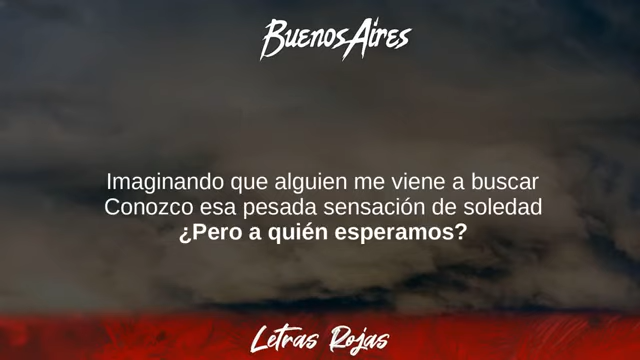 Buenos Aires
Imaginando que alguien me viene a buscar
Conozco esa pesada sensación de soledad
¿Pero a quién esperamos?
Letras Rojas